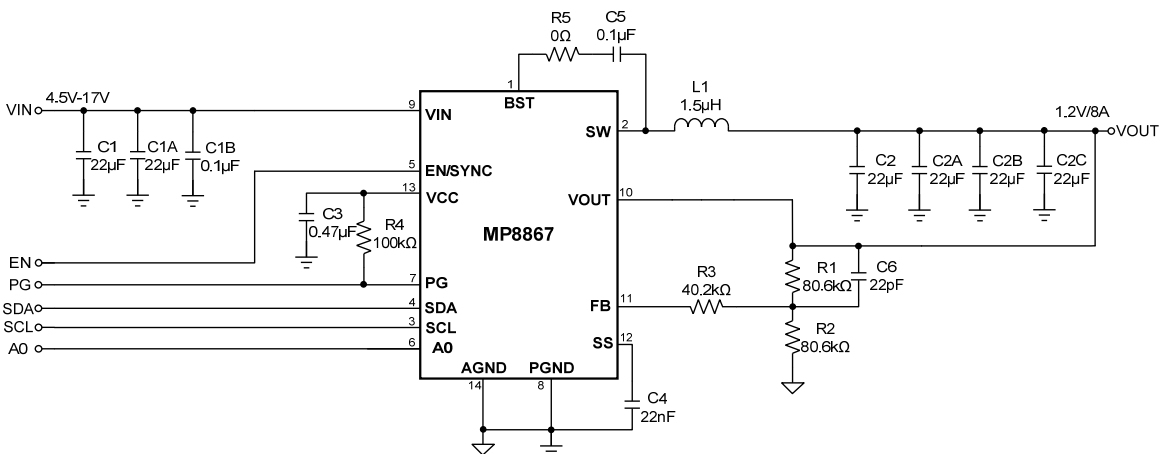 R5
0Ω
C5
0.1µF
1
BST
VIN
4.5V-17V
9
VIN
C1
22µF
C1A
22µF
C1B
0.1µF
L1
1.5µH
SW
2
1.2V/8A
VOUT
C2
22µF
C2A
22µF
C2B
22µF
C2C
22µF
5
EN/SYNC
13
VCC
VOUT
10
C3
0.47µF
R4
100kΩ
MP8867
EN
PG
7
PG
R3
40.2kΩ
R1
80.6kΩ
C6
22pF
SDA
4
SDA
FB
11
SCL
3
SCL
R2
80.6kΩ
A0
6
A0
SS
12
AGND
PGND
14
8
C4
22nF